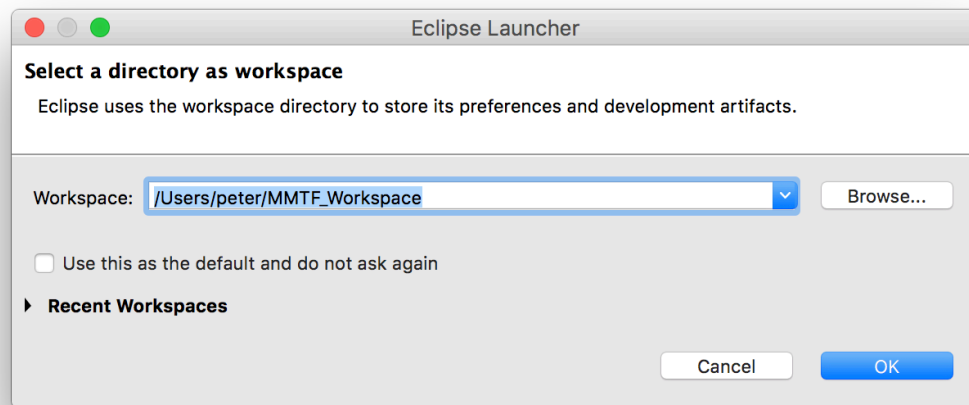 Eclipse Launcher
Select a directory as workspace
Eclipse uses the workspace directory to store its preferences and development artifacts.
Workspace: /Users/peter/MMTF_Workspace Browse...
Use this as the default and do not ask again
Recent Workspaces
Cancel OK